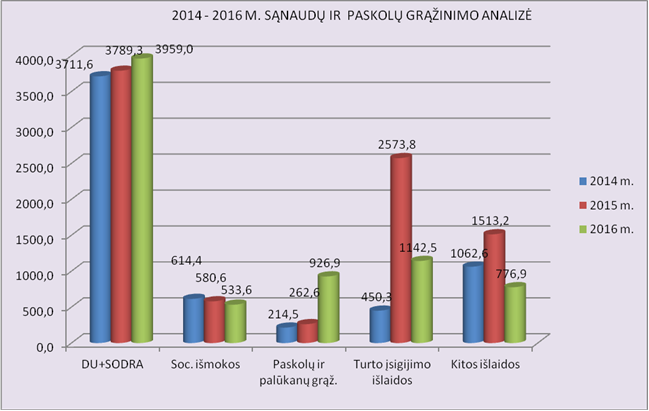 2014 - 2016 M. SĄNAUDŲ IR PASKOLŲ GRĄŽINIMO ANALIZĖ
4000,0
3500,0
3000,0
2500,0
2000,0
1500,0
1000,0
500,0
0,0
3711,6
3789,3
3959,0
614,4
580,6
533,6
214,5
262,6
926,9
450,3
2573,8
1142,5
1062,6
1513,2
776,9
DU+SODRA
Soc. išmokos
Paskolų ir
palūkanų grąž.
Turto įsigijimo
išlaidos
Kitos išlaidos
2014 m.
2015 m.
2016 m.